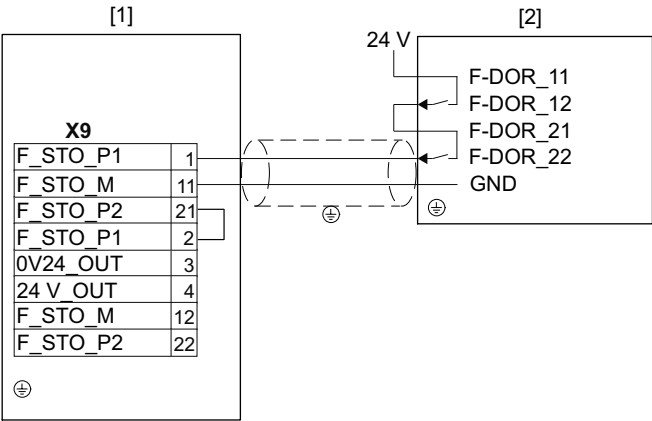 [1]
[2]
24 V
X9
F_STO_P1 1
F_STO_M 11
F_STO_P2 21
F_STO_P1 2
0V24_OUT 3
24 V_OUT 4
F_STO_M 12
F_STO_P2 22
F-DOR_11
F-DOR_12
F-DOR_21
F-DOR_22
GND